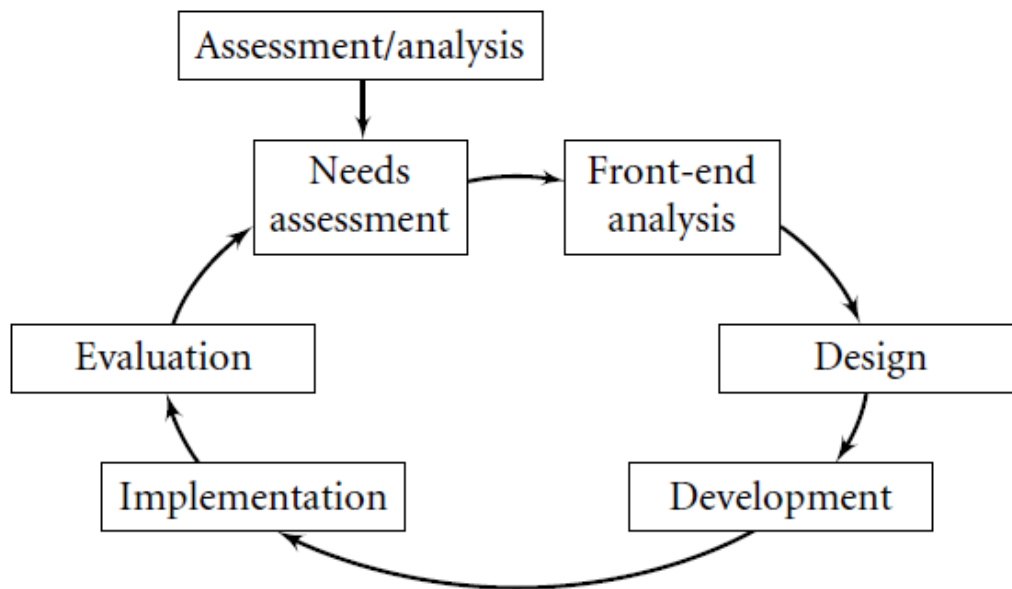 Assessment/analysis
Needs
assessment
Front-end
analysis
Evaluation
Design
Implementation
Development